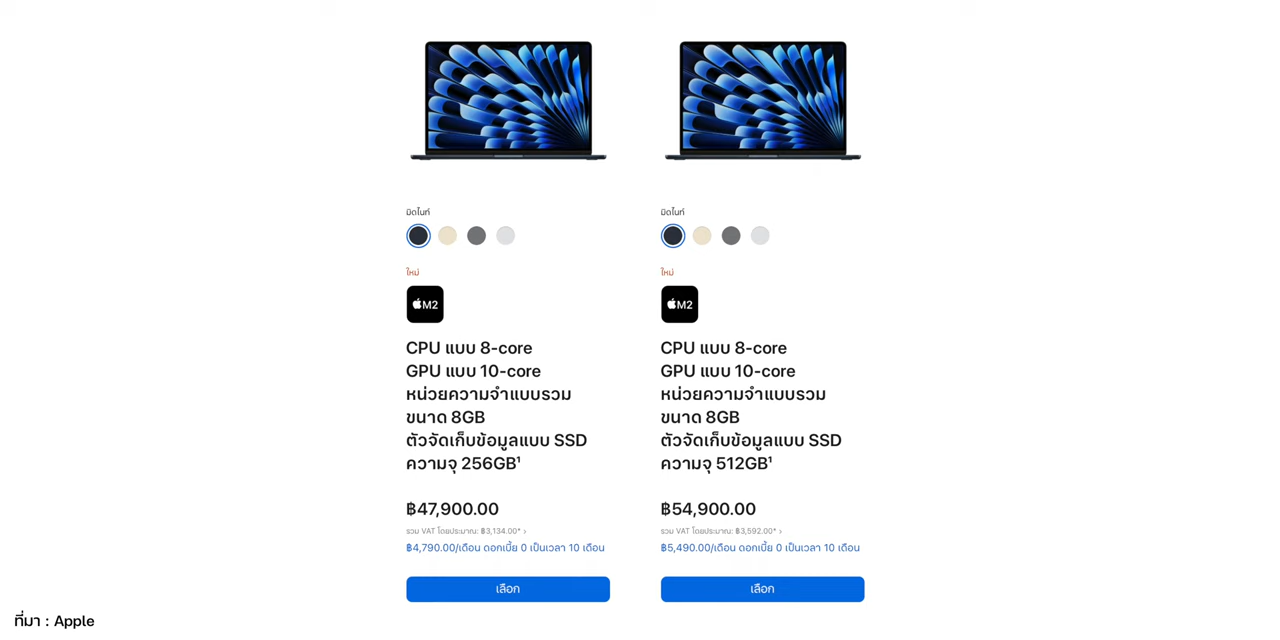 มิดไนท์
ใหม่
M2
CPU แบบ 8-core
GPU แบบ 10-core
หน่วยความจำแบบรวม
ขนาด 8GB
ตัวจัดเก็บข้อมูลแบบ SSD
ความจุ 256GB¹
฿47,900.00
รวม VAT โดยประมาณ: ฿3,134.00* ›
฿4,790.00/เดือน ดอกเบี้ย 0 เป็นเวลา 10 เดือน
เลือก
มิดไนท์
ใหม่
M2
CPU แบบ 8-core
GPU แบบ 10-core
หน่วยความจำแบบรวม
ขนาด 8GB
ตัวจัดเก็บข้อมูลแบบ SSD
ความจุ 512GB¹
฿54,900.00
รวม VAT โดยประมาณ: ฿3,592.00* ›
฿5,490.00/เดือน ดอกเบี้ย 0 เป็นเวลา 10 เดือน
เลือก
ที่มา : Apple